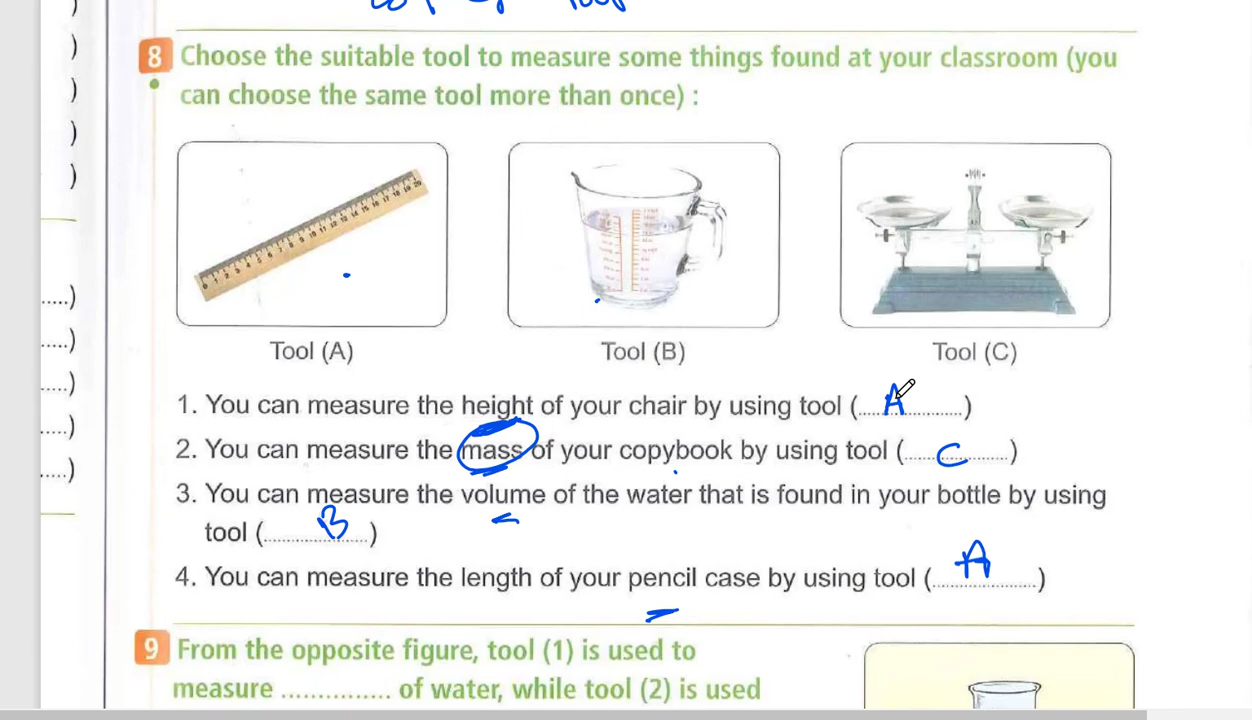 8 Choose the suitable tool to measure some things found at your classroom (you
can choose the same tool more than once) :
Tool (A) Tool (B) Tool (C)
1. You can measure the height of your chair by using tool (.....A..........)
2. You can measure the mass of your copybook by using tool (.....C..........)
3. You can measure the volume of the water that is found in your bottle by using
tool (.........B......)
4. You can measure the length of your pencil case by using tool (.....A..........)
9 From the opposite figure, tool (1) is used to
measure ............... of water, while tool (2) is used